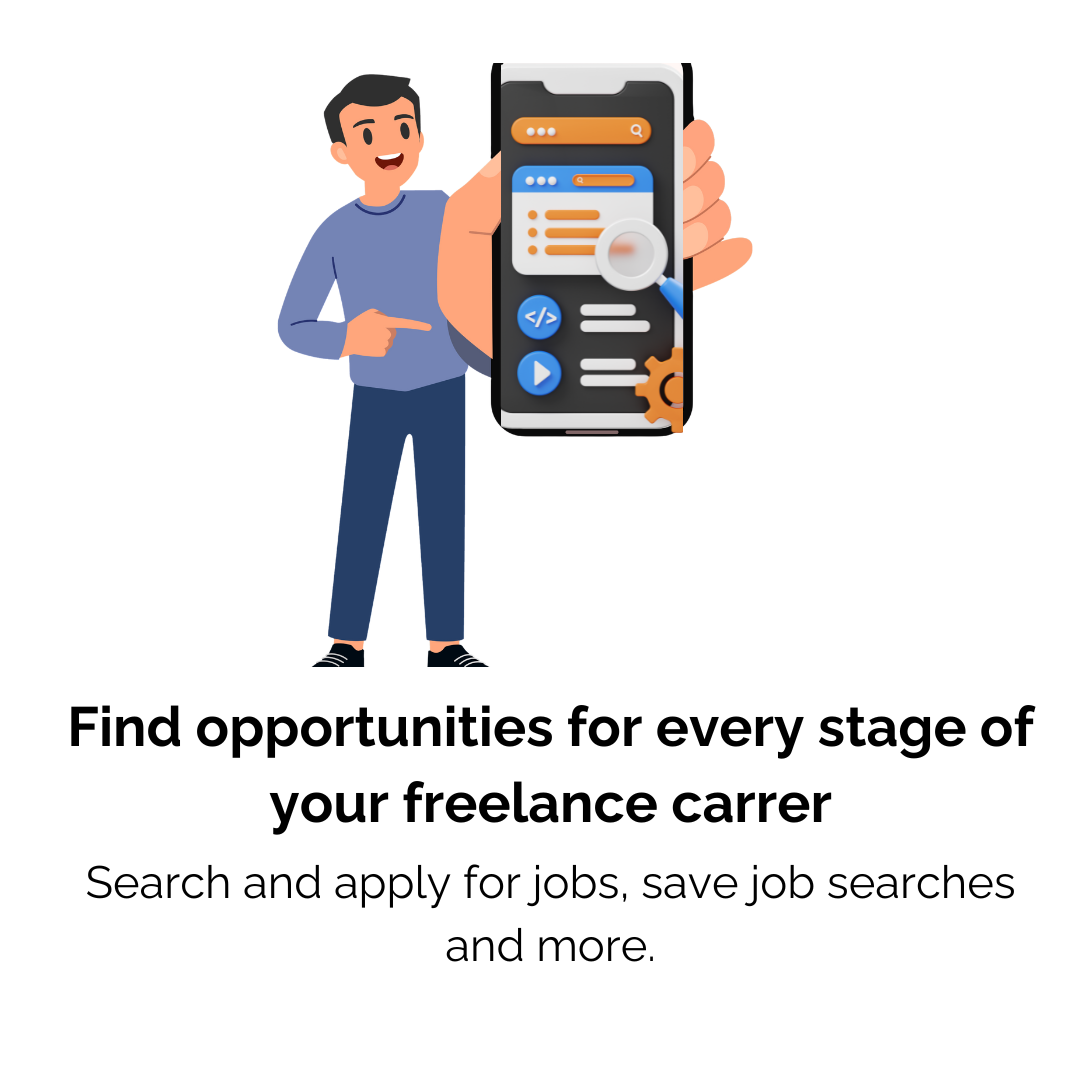 </>
Find opportunities for every stage of
your freelance carrer
Search and apply for jobs, save job searches
and more.